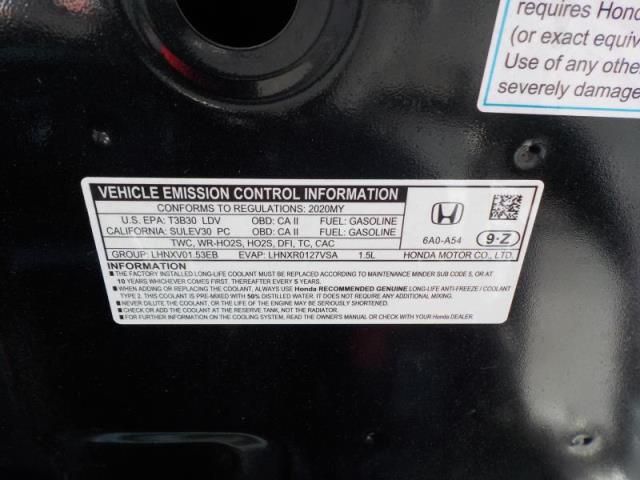 requires Hond
(or exact equiv
Use of any othe
severely damage
VEHICLE EMISSION CONTROL INFORMATION
CONFORMS TO REGULATIONS: 2020MY
U.S. EPA: T3B30 LDV OBD: CA II FUEL: GASOLINE
CALIFORNIA: SULEV30 PC OBD: CA II FUEL: GASOLINE
TWC, WR-HO2S, HO2S, DFI, TC, CAC
GROUP: LHNXV01.53EB EVAP: LHNXR0127VSA 1.5L
6A0-A54 9-Z
HONDA MOTOR CO., LTD.
INFORMATION
■ THE FACTORY INSTALLED LONG-LIFE ANTI-FREEZE / COOLANT MUST BE REPLACED ACCORDING TO MAINTENANCE MINDER SUB CODE 5, OR AT
10 YEARS WHICHEVER COMES FIRST. THEREAFTER EVERY 5 YEARS.
■ WHEN ADDING OR REPLACING THE COOLANT, ALWAYS USE Honda RECOMMENDED GENUINE LONG-LIFE ANTI-FREEZE / COOLANT
TYPE 2. THIS COOLANT IS PRE-MIXED WITH 50% DISTILLED WATER. IT DOES NOT REQUIRE ANY ADDITIONAL MIXING.
■ NEVER DILUTE THE COOLANT, OR THE LIFE OF THE ENGINE MAY BE SERIOUSLY SHORTENED.
■ CHECK OR ADD THE COOLANT AT THE RESERVE TANK, NOT THE RADIATOR.
■ FOR FURTHER INFORMATION ON THE COOLING SYSTEM, READ THE OWNER'S MANUAL OR CHECK WITH YOUR Honda DEALER.